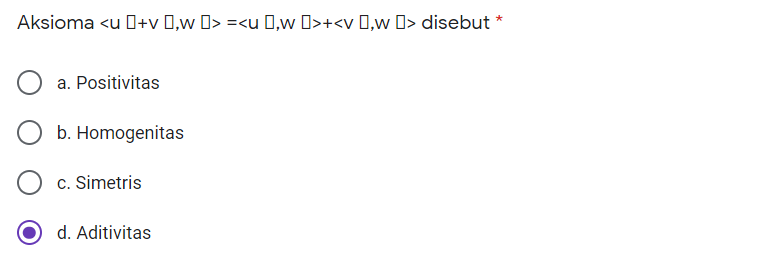 Aksioma <u ▯+v ▯,w ▯> =<u ▯,w ▯>+<v ▯,w ▯> disebut *
a. Positivitas
b. Homogenitas
c. Simetris
d. Aditivitas